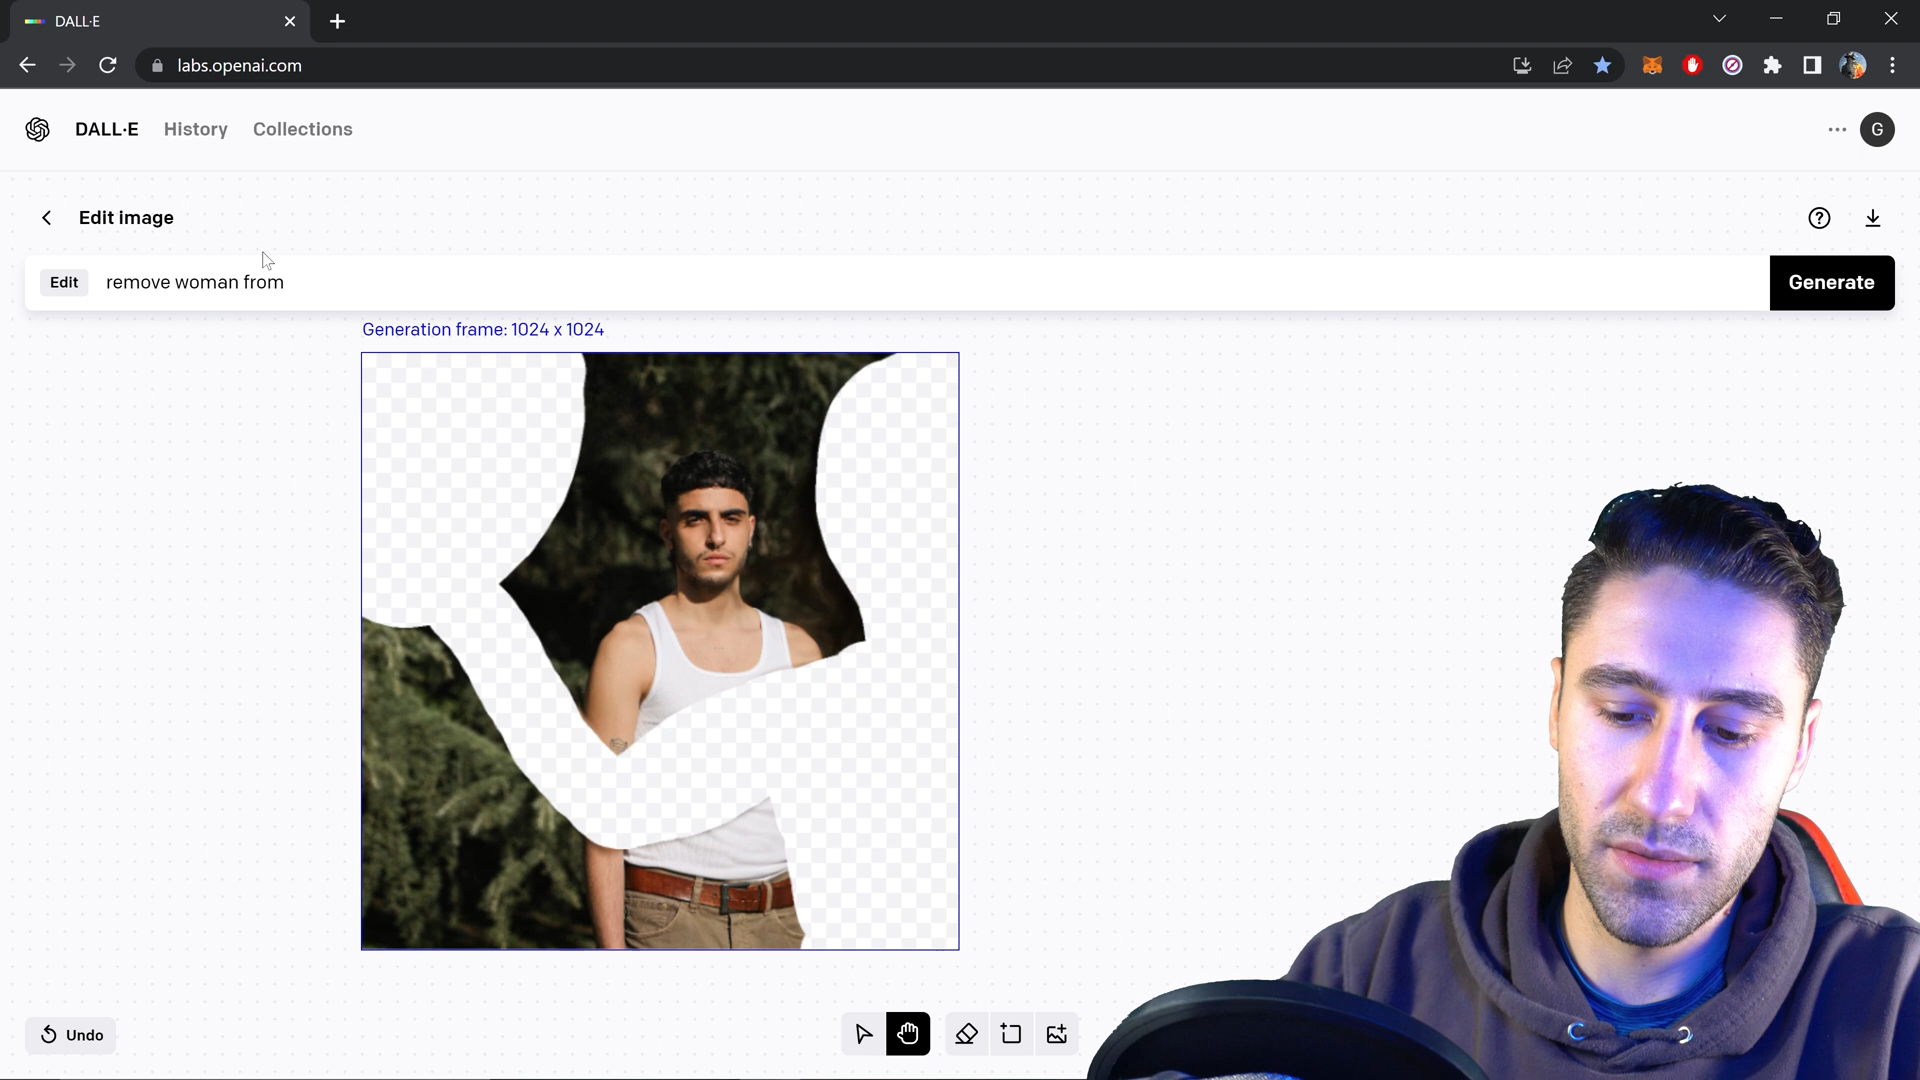 DALL·E
labs.openai.com
DALL·E History Collections
G
Edit image
Edit remove woman from Generate
Generation frame: 1024 x 1024
Undo